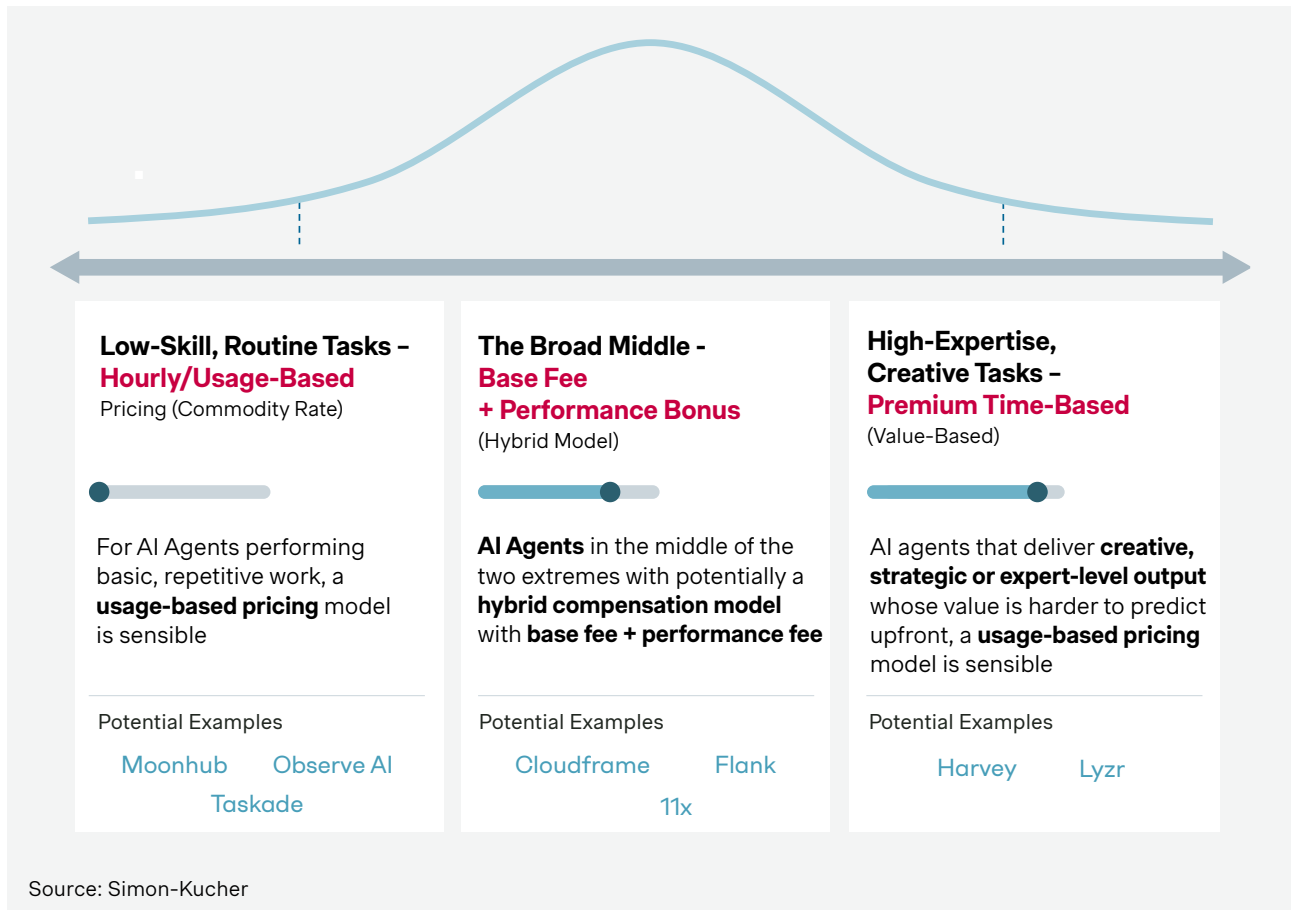 Low-Skill, Routine Tasks –
Hourly/Usage-Based
Pricing (Commodity Rate)
For AI Agents performing
basic, repetitive work, a
usage-based pricing model
is sensible
Potential Examples
Moonhub Observe AI
Taskade
The Broad Middle -
Base Fee
+ Performance Bonus
(Hybrid Model)
AI Agents in the middle of the
two extremes with potentially a
hybrid compensation model
with base fee + performance fee
Potential Examples
Cloudframe Flank
11x
High-Expertise,
Creative Tasks –
Premium Time-Based
(Value-Based)
AI agents that deliver creative,
strategic or expert-level output
whose value is harder to predict
upfront, a usage-based pricing
model is sensible
Potential Examples
Harvey Lyzr
Source: Simon-Kucher